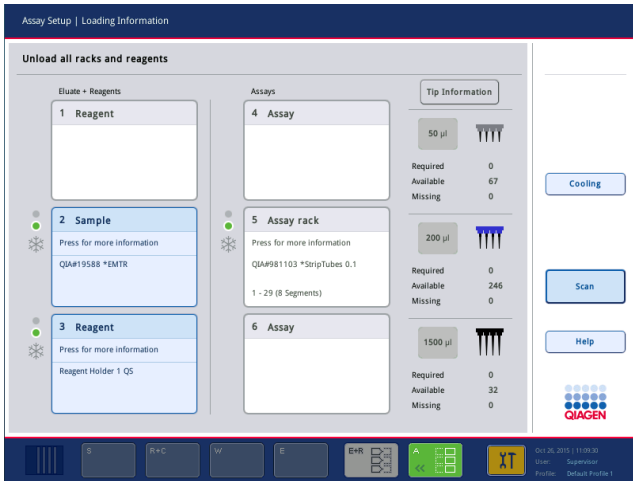 Assay Setup | Loading Information
Unload all racks and reagents
Eluate + Reagents
Assays
Tip Information
1 Reagent
4 Assay
50 µl
Required 0
Available 67
Missing 0
Cooling
2 Sample
Press for more information
QIA#19588 *EMTR
5 Assay rack
Press for more information
QIA#981103 *StripTubes 0.1
1 - 29 (8 Segments)
200 µl
Required 0
Available 246
Missing 0
Scan
3 Reagent
Press for more information
Reagent Holder 1 QS
6 Assay
1500 µl
Required 0
Available 32
Missing 0
Help
QIAGEN
S
R+C
W
E
E+R
A
Oct 26, 2015 | 11:09:30
User: Supervisor
Profile: Default Profile 1